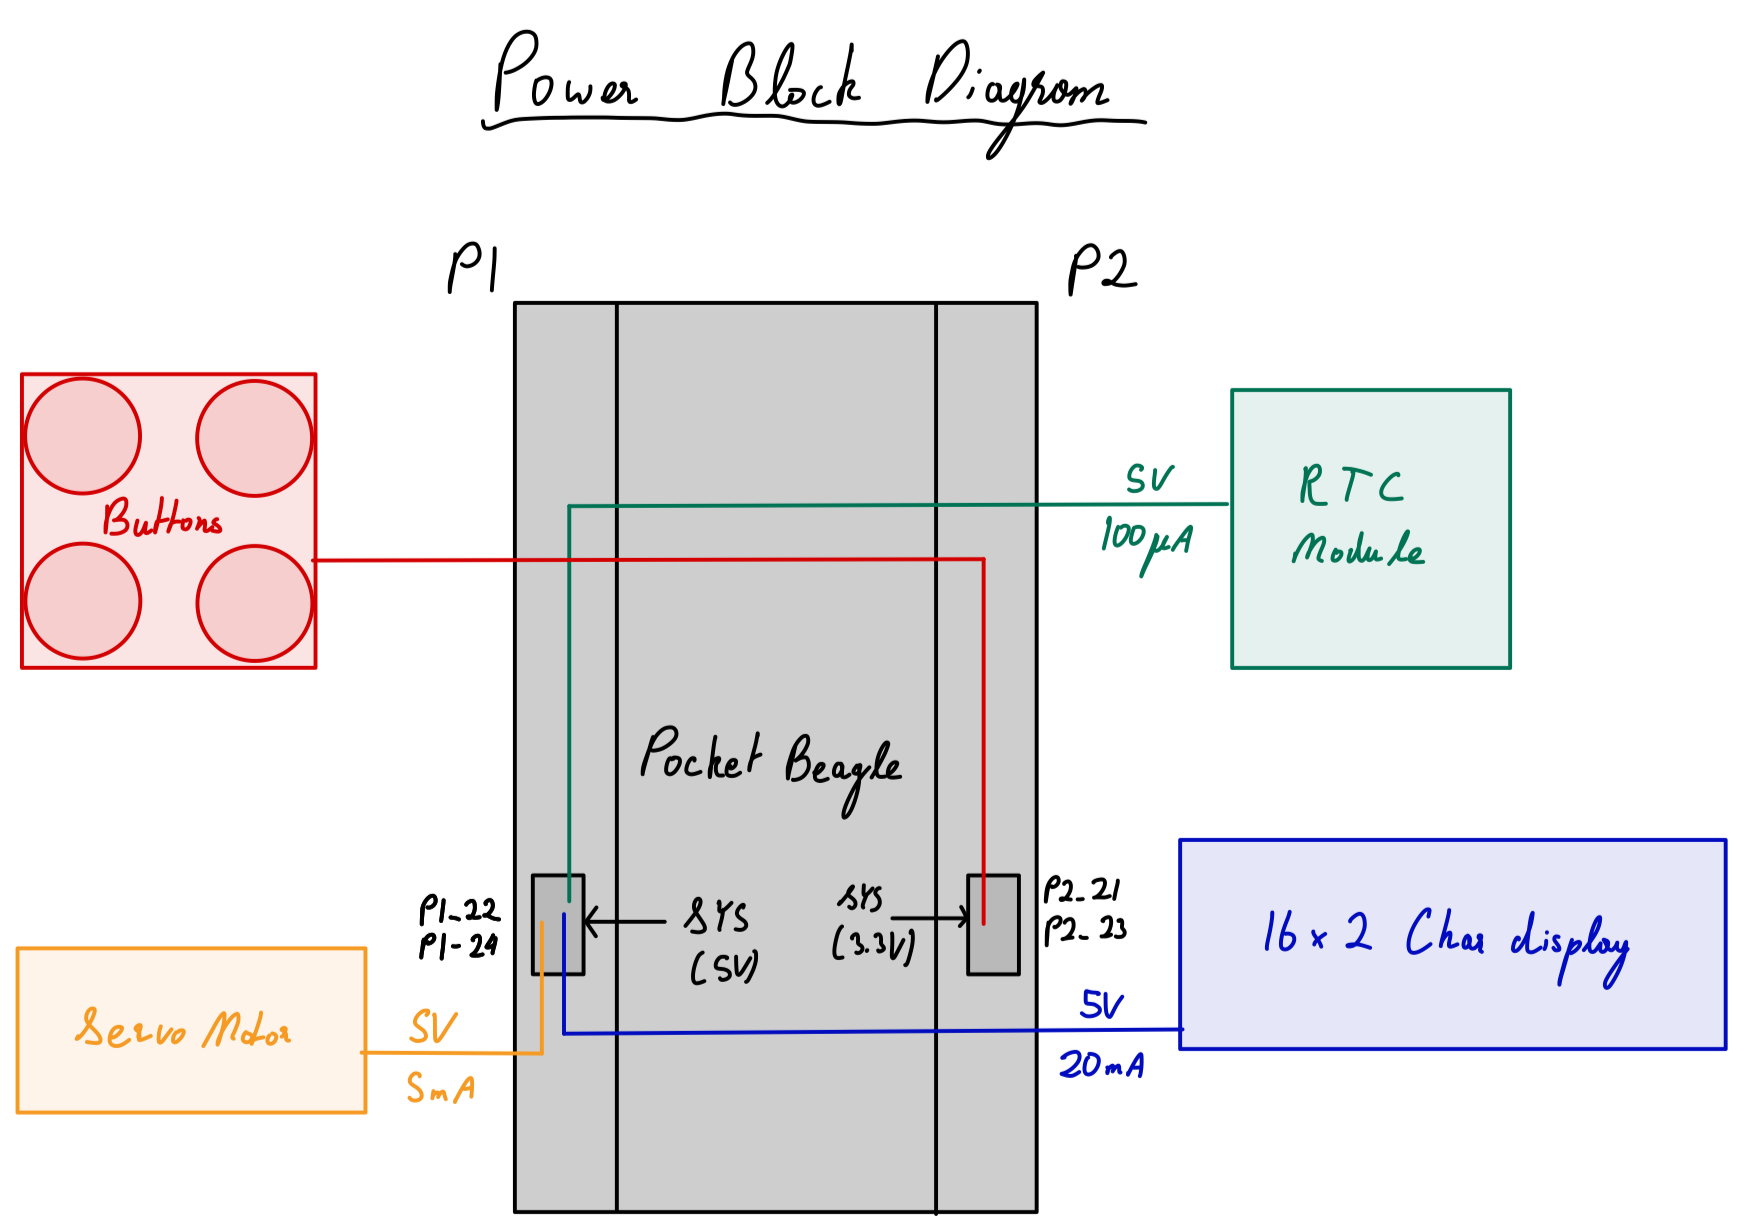 Power Block Diagram
P1
P2
Buttons
5V
100μA
RTC
Module
Pocket Beagle
P1_22
P1-24
SYS
(5V)
SYS
(3.3V)
P2_21
P2_23
16 x 2 Char display
Servo Motor
5V
5mA
5V
20mA